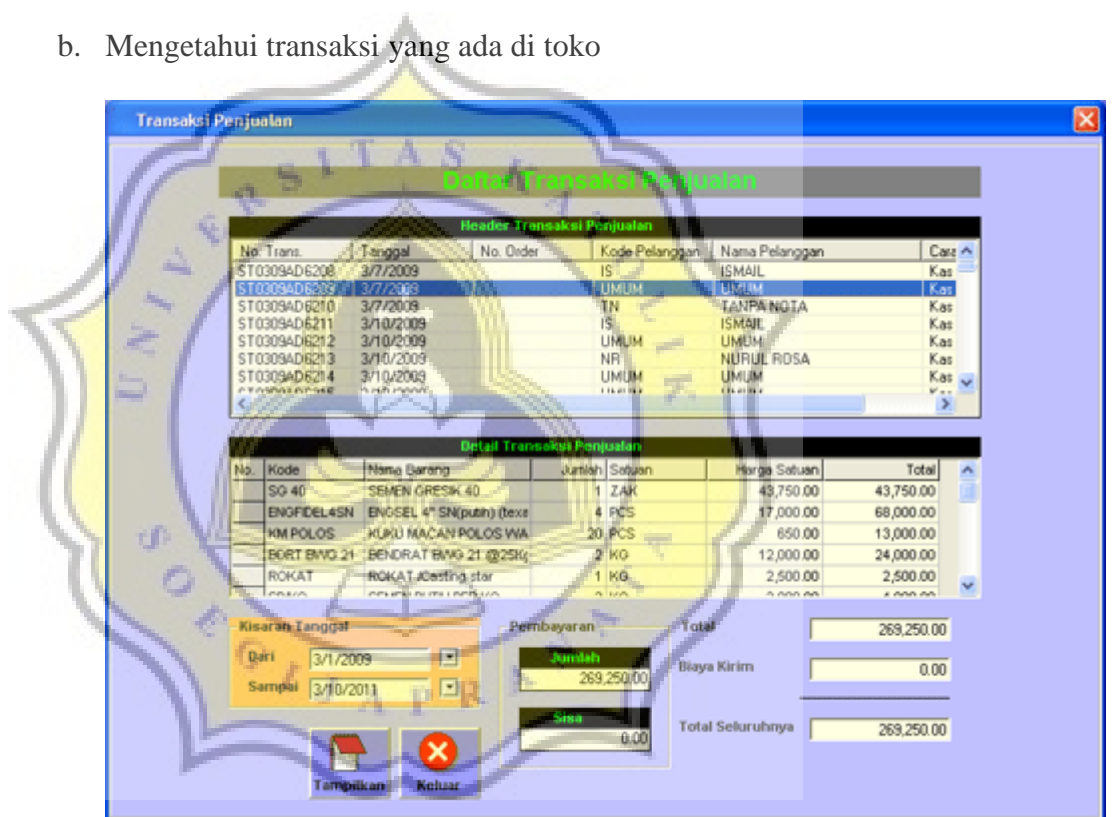 b. Mengetahui transaksi yang ada di toko
Transaksi Penjualan
Daftar Transaksi Penjualan
Header Transaksi Penjualan
No. Trans. Tanggal No. Order Kode Pelanggan Nama Pelanggan Cara
ST0309AD6208 3/7/2009 IS ISMAIL Kas
ST0309AD6209 3/7/2009 UMUM UMUM Kas
ST0309AD6210 3/7/2009 TN TANPA NOTA Kas
ST0309AD6211 3/10/2009 IS ISMAIL Kas
ST0309AD6212 3/10/2009 UMUM UMUM Kas
ST0309AD6213 3/10/2009 NR NURUL ROSA Kas
ST0309AD6214 3/10/2009 UMUM UMUM Kas
Detail Transaksi Penjualan
No. Kode Nama Barang Jumlah Satuan Harga Satuan Total
SG 40 SEMEN GRESIK 40 1 ZAK 43,750.00 43,750.00
ENGFIDEL4SN ENGSEL 4" SN(putih) 4 PCS 17,000.00 68,000.00
KM POLOS KUKU MACAN POLOS WA 20 PCS 650.00 13,000.00
BWG 21 BENDRAT BWG 21 2 KG 12,000.00 24,000.00
ROKAT ROKAT /Casting star 1 KG 2,500.00 2,500.00
Kisaran Tanggal
Dari 3/1/2009
Sampai 3/10/2011
Pembayaran
Jumlah
269,250.00
Sisa
0.00
Total 269,250.00
Biaya Kirim 0.00
Total Seluruhnya 269,250.00
Tampilkan Keluar
UNIVERSITAS KATOLIK
SOEGIJAPRANATA